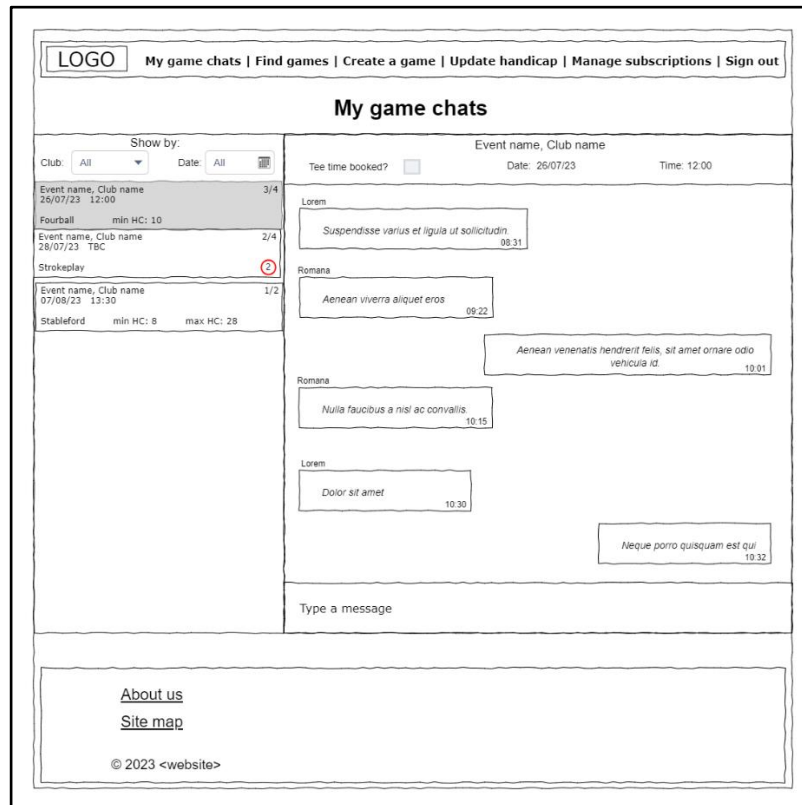 LOGO My game chats | Find games | Create a game | Update handicap | Manage subscriptions | Sign out
My game chats
Show by:
Club: All Date: All
Event name, Club name 3/4
26/07/23 12:00
Fourball min HC: 10
Event name, Club name 2/4
28/07/23 TBC
Strokeplay 2
Event name, Club name 1/2
07/08/23 13:30
Stableford min HC: 8 max HC: 28
Event name, Club name
Tee time booked? Date: 26/07/23 Time: 12:00
Lorem
Suspendisse varius et ligula ut sollicitudin.
08:31
Romana
Aenean viverra aliquet eros
09:22
Aenean venenatis hendrerit felis, sit amet ornare odio
vehicula id.
10:01
Romana
Nulla faucibus a nisl ac convallis.
10:15
Lorem
Dolor sit amet
10:30
Neque porro quisquam est qui
10:32
Type a message
About us
Site map
© 2023 <website>